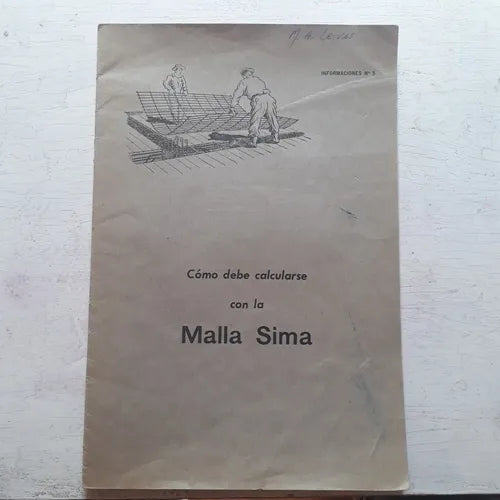 INFORMACIONES Nº 5
Cómo debe calcularse
con la
Malla Sima